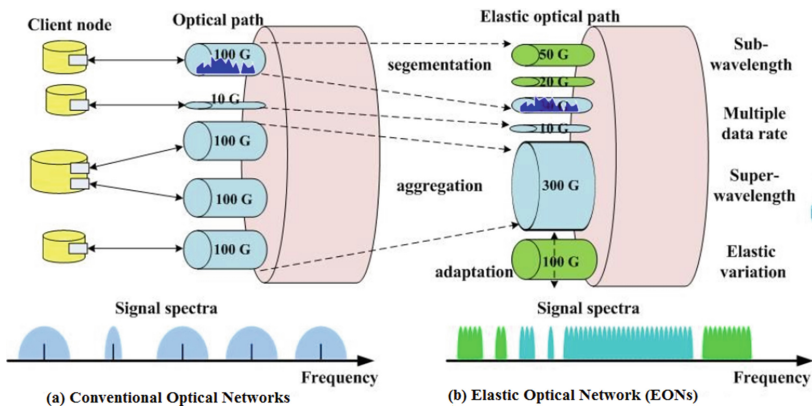 Client node
Optical path
Elastic optical path
100 G
10 G
100 G
100 G
100 G
segementation
aggregation
adaptation
50 G
20 G
10 G
300 G
100 G
Sub-
wavelength
Multiple
data rate
Super-
wavelength
Elastic
variation
Signal spectra
Signal spectra
Frequency
Frequency
(a) Conventional Optical Networks
(b) Elastic Optical Network (EONs)